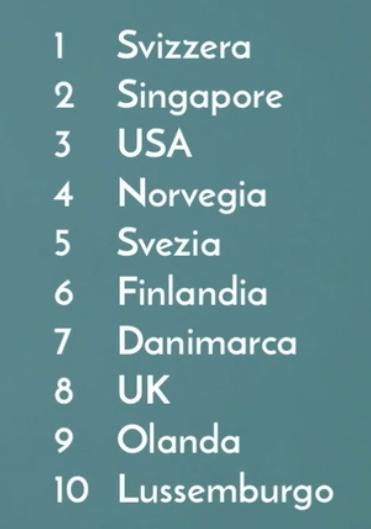 1 Svizzera
2 Singapore
3 USA
4 Norvegia
5 Svezia
6 Finlandia
7 Danimarca
8 UK
9 Olanda
10 Lussemburgo